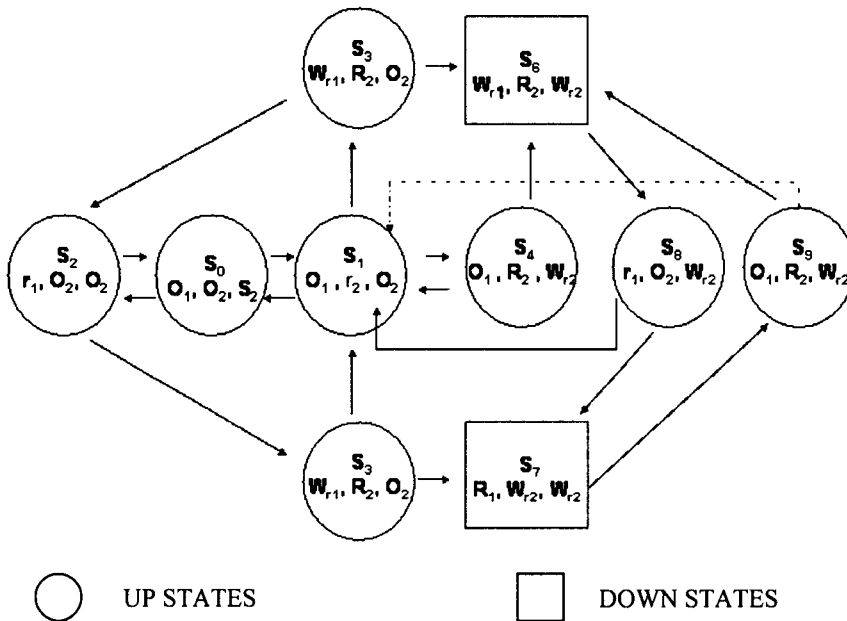 S₃
Wᵣ₁, R₂, O₂
S₆
Wᵣ₁, R₂, Wᵣ₂
S₂
r₁, O₂, O₂
S₀
O₁, O₂, S₂
S₁
O₁, r₂, O₂
S₄
O₁, R₂, Wᵣ₂
S₈
r₁, O₂, Wᵣ₂
S₉
O₁, R₂, Wᵣ₂
S₃
Wᵣ₁, R₂, O₂
S₇
R₁, Wᵣ₂, Wᵣ₂
UP STATES
DOWN STATES